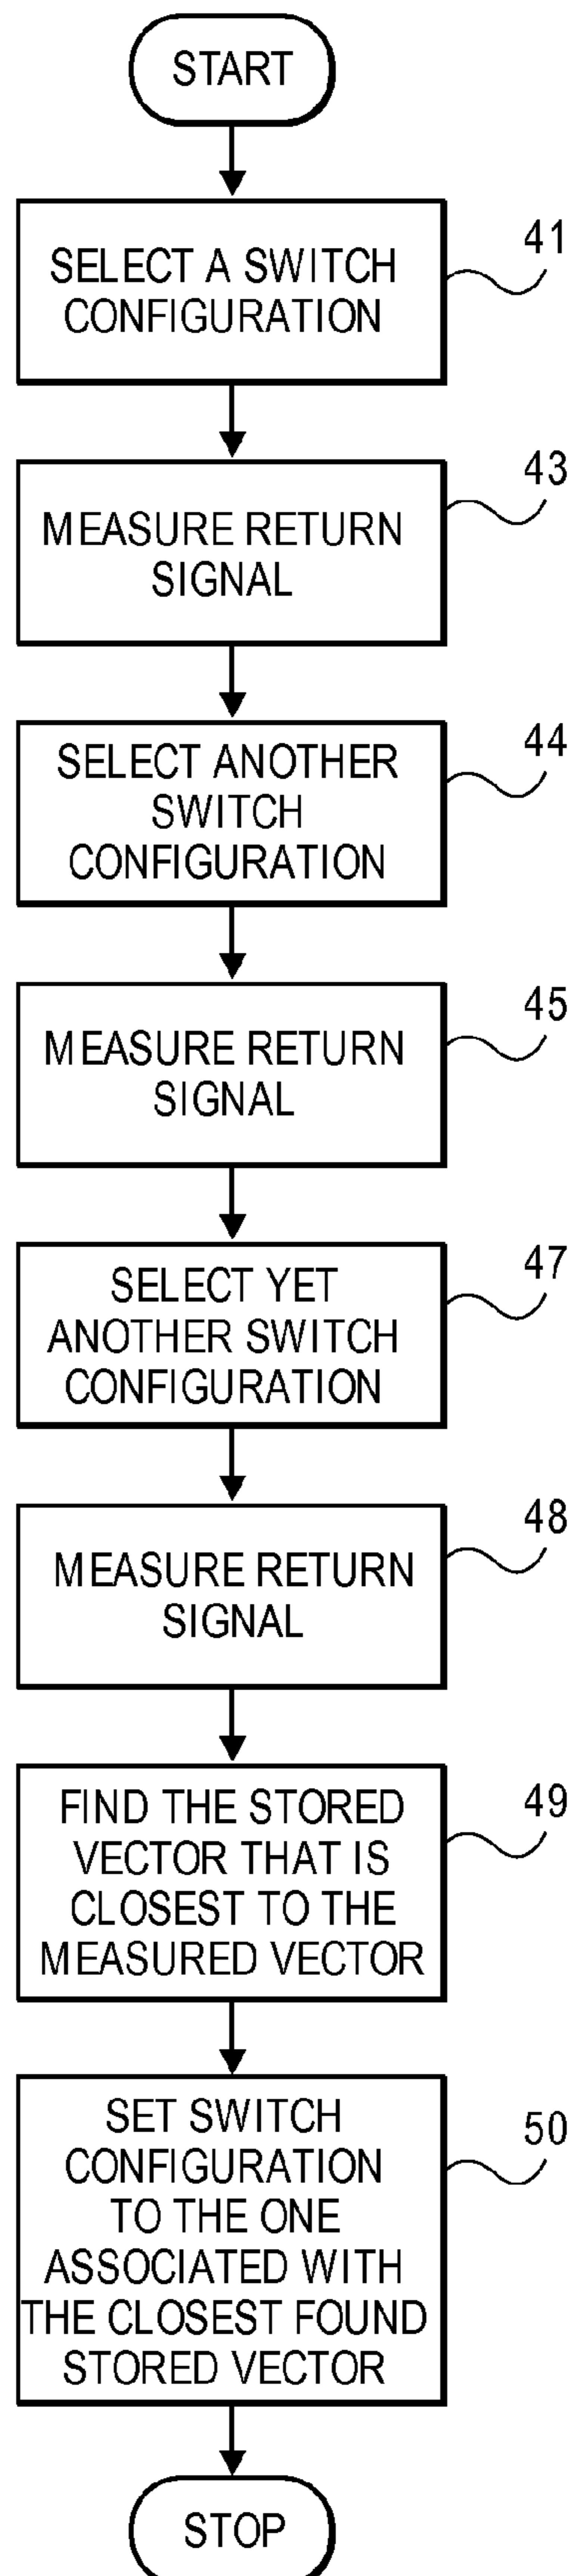 START
SELECT A SWITCH
CONFIGURATION
41
MEASURE RETURN
SIGNAL
43
SELECT ANOTHER
SWITCH
CONFIGURATION
44
MEASURE RETURN
SIGNAL
45
SELECT YET
ANOTHER SWITCH
CONFIGURATION
47
MEASURE RETURN
SIGNAL
48
FIND THE STORED
VECTOR THAT IS
CLOSEST TO THE
MEASURED VECTOR
49
SET SWITCH
CONFIGURATION
TO THE ONE
ASSOCIATED WITH
THE CLOSEST FOUND
STORED VECTOR
50
STOP